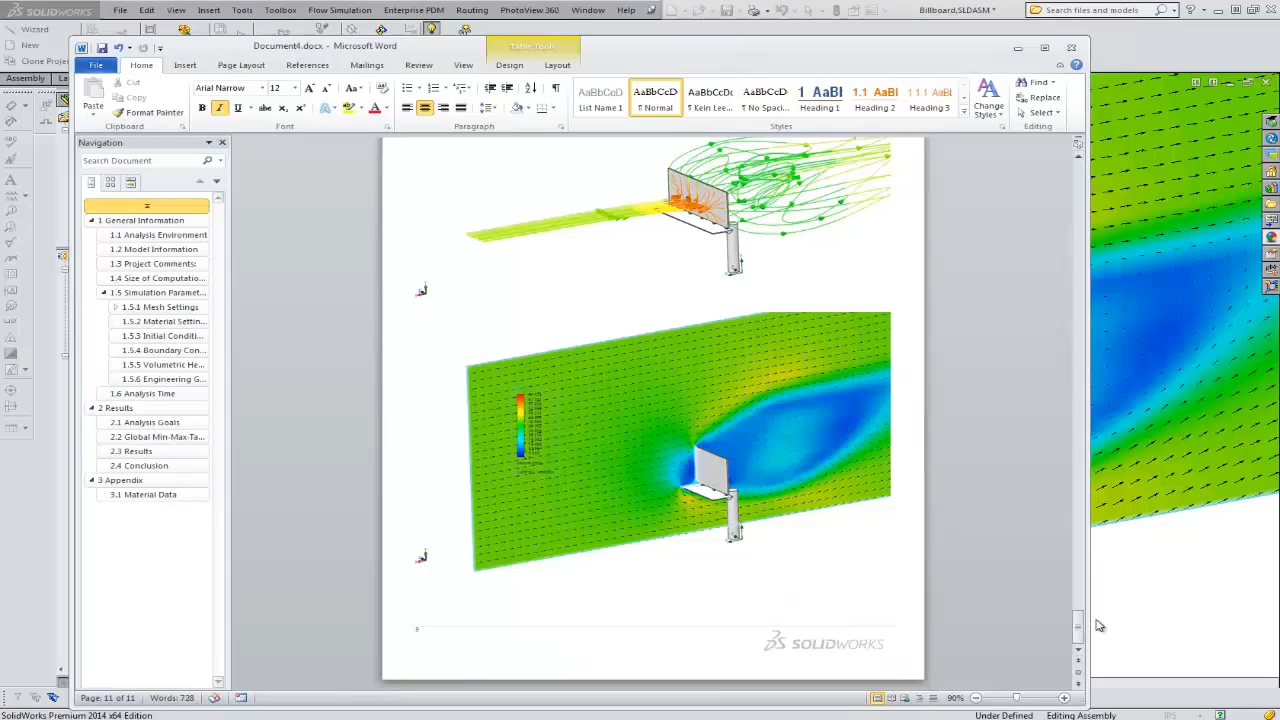 SOLIDWORKS File Edit View Insert Tools Toolbox Flow Simulation Enterprise PDM Routing PhotoView 360 Window Help Billboard.SLDASM * Search files and models
Wizard
New
Clone Proje
Assembly La
Document4.docx - Microsoft Word
Table Tools
File Home Insert Page Layout References Mailings Review View Design Layout
Paste
Cut
Copy
Format Painter
Clipboard
Arial Narrow 12
Font
Paragraph
AaBbCcD AaBbCcD AaBbCcDc AaBbCcDc 1 AaBl 1.1 AaBl 1 1 1 AaBl
List Name 1 ¶ Normal ¶ Kein Lee... ¶ No Spaci... Heading 1 Heading 2 Heading 3
Change
Styles
Styles
Find
Replace
Select
Editing
Navigation
Search Document
1 General Information
1.1 Analysis Environment
1.2 Model Information
1.3 Project Comments:
1.4 Size of Computatio...
1.5 Simulation Paramet...
1.5.1 Mesh Settings
1.5.2 Material Settin...
1.5.3 Initial Conditi...
1.5.4 Boundary Con...
1.5.5 Volumetric He...
1.5.6 Engineering G...
1.6 Analysis Time
2 Results
2.1 Analysis Goals
2.2 Global Min-Max-Ta...
2.3 Results
2.4 Conclusion
3 Appendix
3.1 Material Data
9
SOLIDWORKS
Page: 11 of 11 Words: 728 90%
SolidWorks Premium 2014 x64 Edition Under Defined Editing Assembly IPS